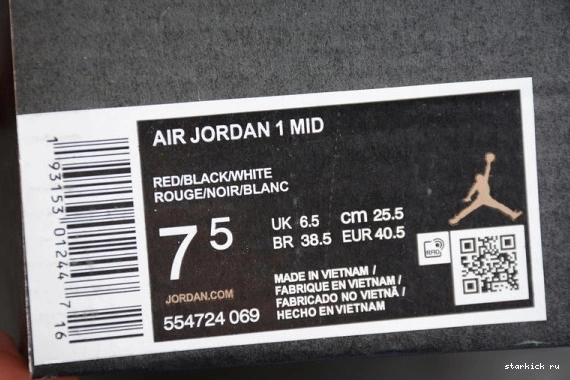 AIR JORDAN 1 MID
RED/BLACK/WHITE
ROUGE/NOIR/BLANC
7 5
UK 6.5 cm 25.5
BR 38.5 EUR 40.5
JORDAN.COM
554724 069
MADE IN VIETNAM /
FABRIQUE EN VIETNAM /
FABRICADO NO VIETNÃ /
HECHO EN VIETNAM
RFID
1 93153 01244 7 16
starkick ru